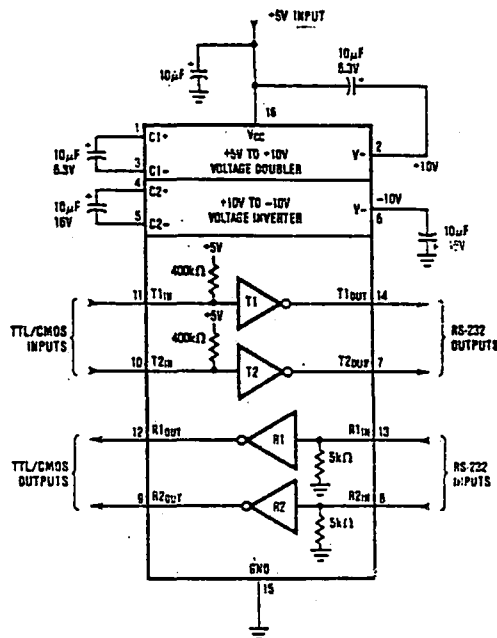 +5V INPUT
10µF
10µF
6.3V
16
VCC
1
C1+
+5V TO +10V
VOLTAGE DOUBLER
2
+10V
10µF
6.3V
3
C1-
4
C2+
+10V TO -10V
VOLTAGE INVERTER
V-
-10V
6
10µF
16V
5
C2-
10µF
+5V
400kΩ
11
T1IN
T1
T1OUT
14
+5V
400kΩ
TTL/CMOS
INPUTS
RS-232
OUTPUTS
10
T2IN
T2
T2OUT
7
12
R1OUT
R1
R1IN
13
5kΩ
TTL/CMOS
OUTPUTS
RS-232
9
R2OUT
R2
R2IN
5kΩ
GND
15